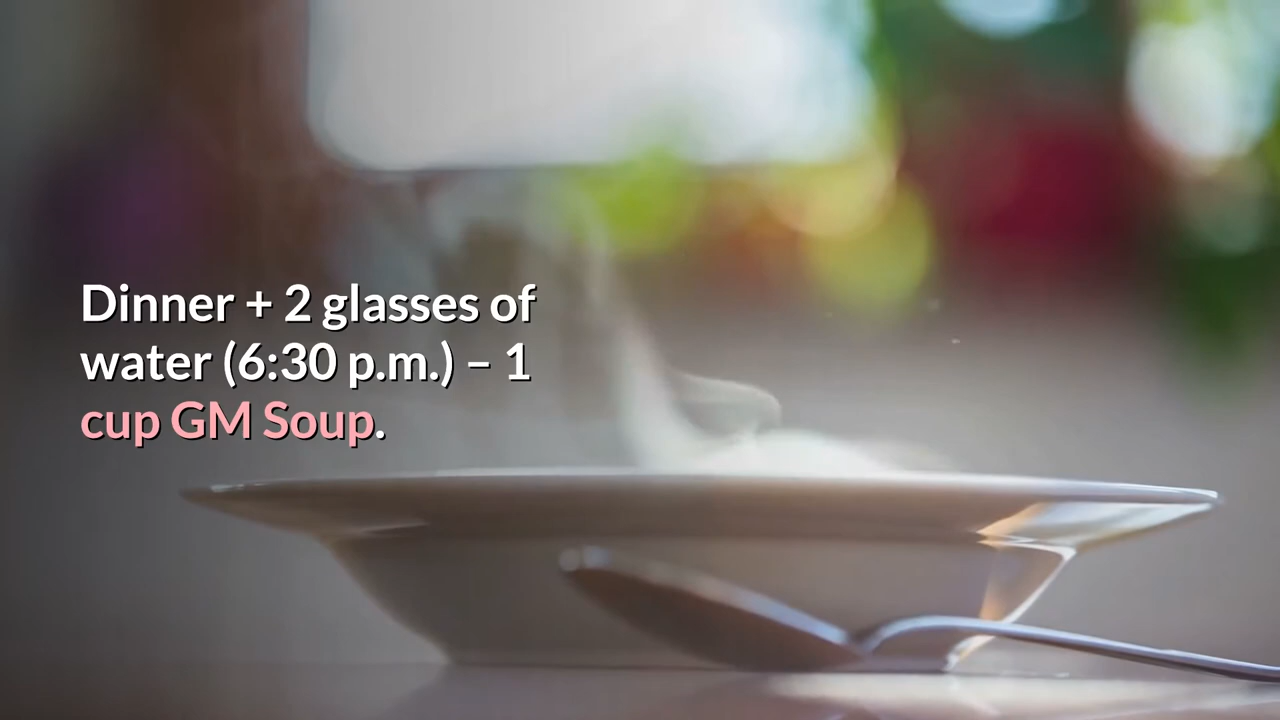 Dinner + 2 glasses of
water (6:30 p.m.) – 1
cup GM Soup.